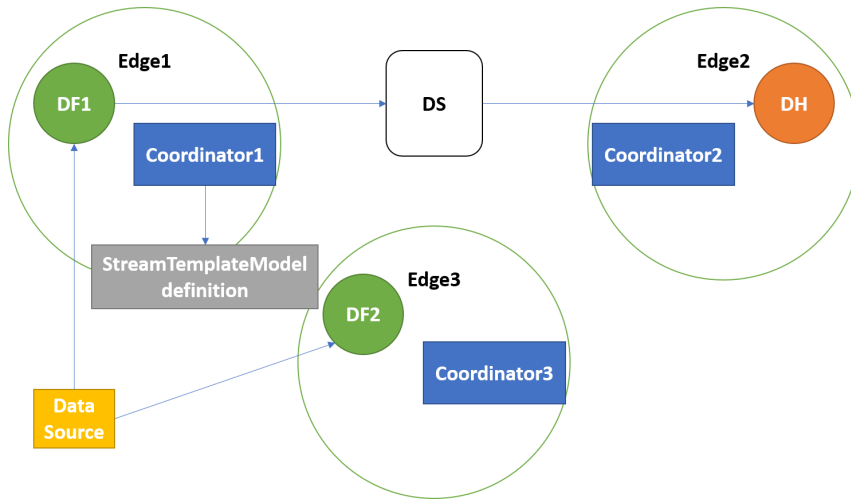 Edge1
Edge2
DF1
DS
DH
Coordinator1
Coordinator2
StreamTemplateModel
definition
Edge3
DF2
Coordinator3
Data
Source